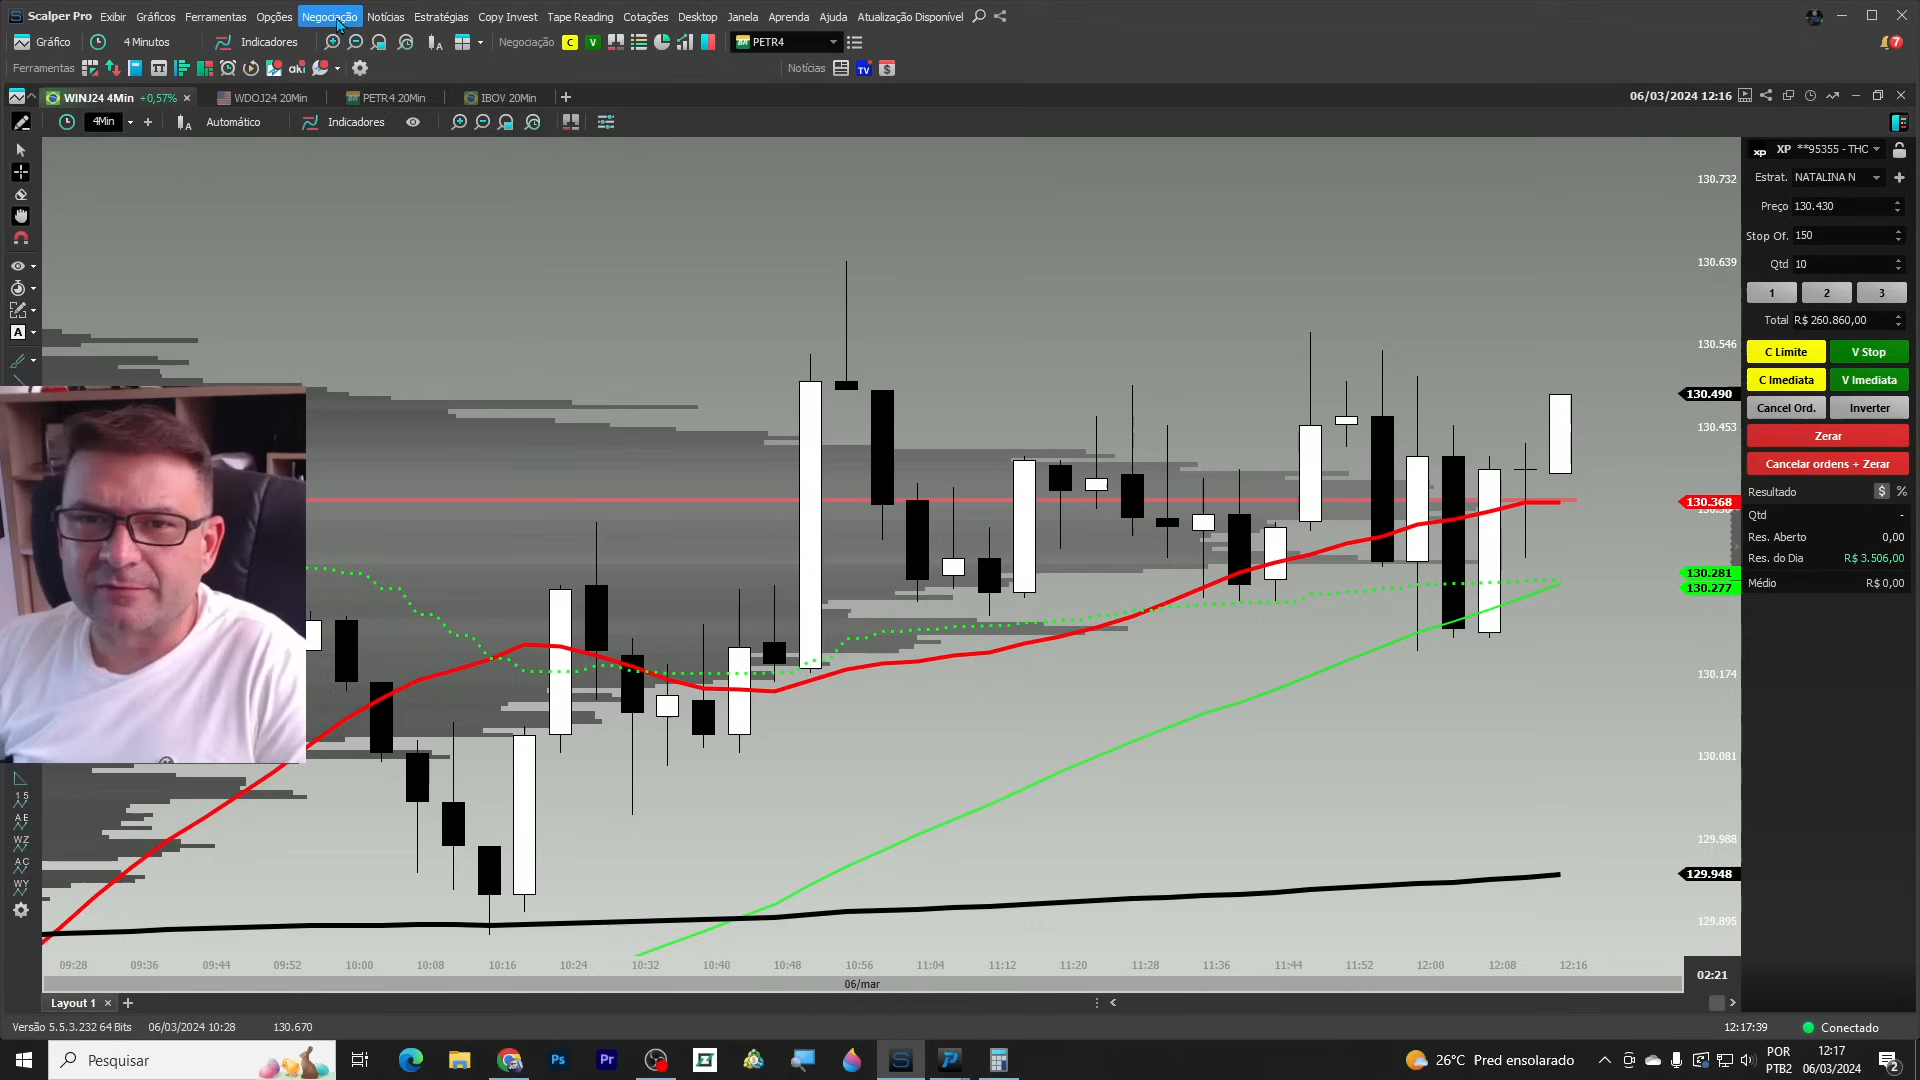 Scalper Pro Exibir Gráficos Ferramentas Opções Negociação Notícias Estratégias Copy Invest Tape Reading Cotações Desktop Janela Aprenda Ajuda Atualização Disponível
Gráfico 4 Minutos Indicadores Negociação C V PETR4 7
Ferramentas Notícias TV $
WINJ24 4Min +0,57% WDOJ24 20Min PETR4 20Min IBOV 20Min 06/03/2024 12:16
4Min Automático Indicadores
XP **95355 - THC
Estrat. NATALINA N
Preço 130.430
Stop Of. 150
Qtd 10
1 2 3
Total R$ 260.860,00
C Limite V Stop
C Imediata V Imediata
Cancel Ord. Inverter
Zerar
Cancelar ordens + Zerar
Resultado $ %
Qtd -
Res. Aberto 0,00
Res. do Dia R$ 3.506,00
Médio R$ 0,00
130.732
130.639
130.546
130.490
130.453
130.368
130.281
130.277
130.174
130.081
129.988
129.948
129.895
A
15
AE
WZ
AC
WY
09:28 09:36 09:44 09:52 10:00 10:08 10:16 10:24 10:32 10:40 10:48 10:56 11:04 11:12 11:20 11:28 11:36 11:44 11:52 12:00 12:08 12:16
02:21
06/mar
Layout 1
Versão 5.5.3.232 64 Bits 06/03/2024 10:28 130.670 12:17:39 Conectado
Pesquisar Ps Pr 26°C Pred ensolarado POR PTB2 12:17 06/03/2024 2